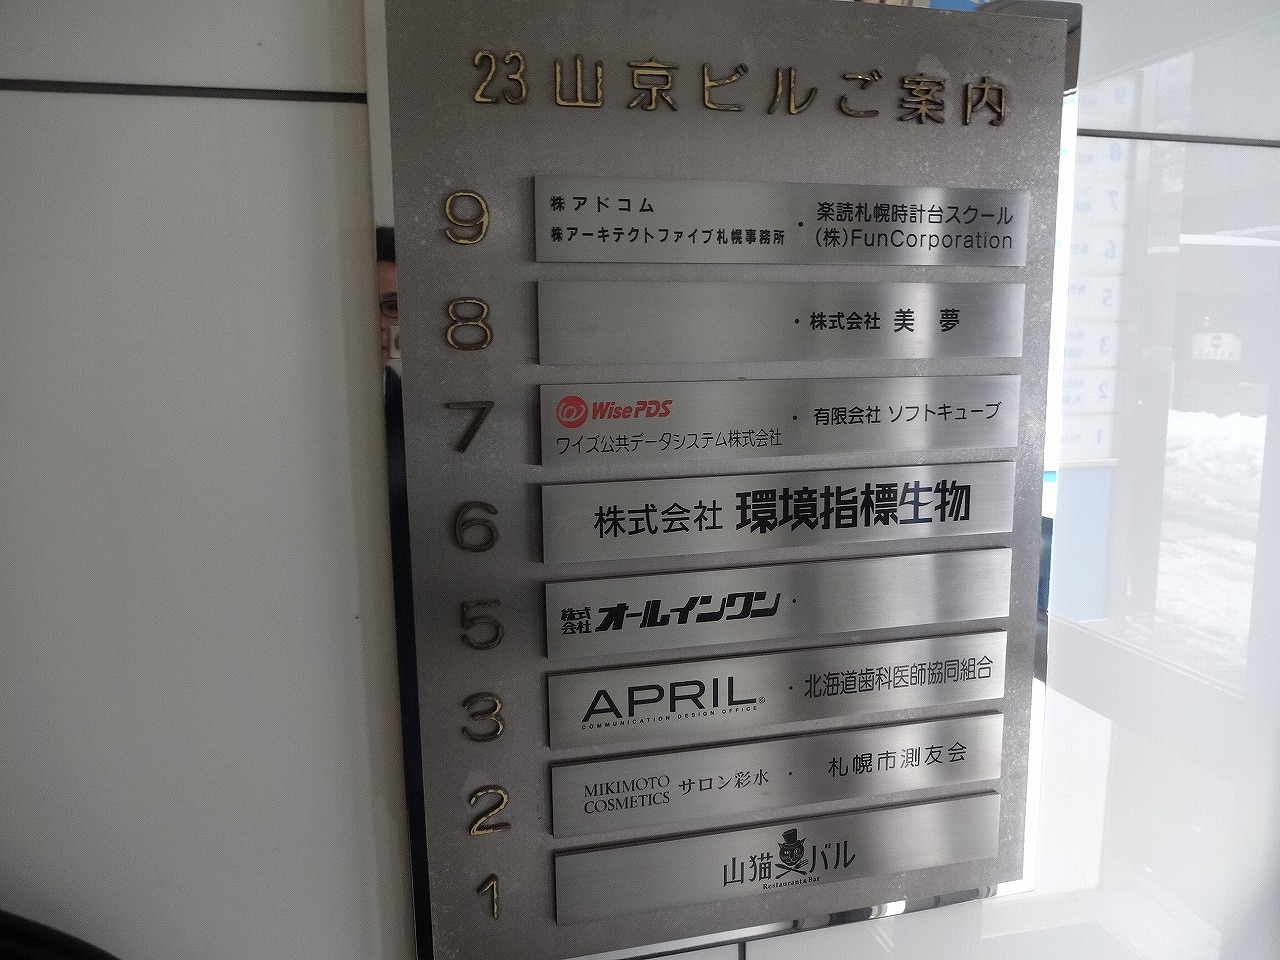 23山京ビルご案内
9
株アドコム
株アーキテクトファイブ札幌事務所
・
楽読札幌時計台スクール
(株)FunCorporation
8
・株式会社 美 夢
7
Wise PDS
ワイズ公共データシステム株式会社
・有限会社 ソフトキューブ
6
株式会社 環境指標生物
5
株式会社 オールインワン ・
3
APRIL©
COMMUNICATION DESIGN OFFICE
・北海道歯科医師協同組合
2
MIKIMOTO
COSMETICS
サロン彩水
・札幌市測友会
1
山猫バル
Restaurant & Bar